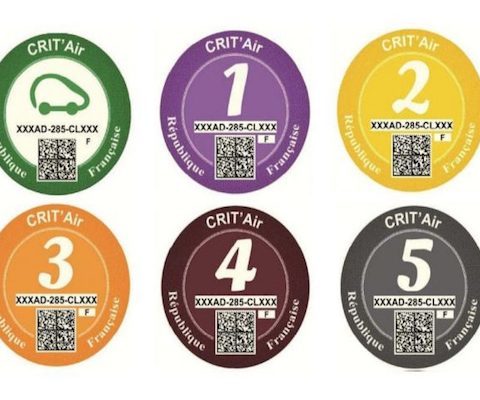 CRIT'Air
XXXAD-285-CLXXX
F
Française
CRIT'Air
1
XXXAD-285-CLXXX
F
République Française
CRIT'Air
2
XXXAD-285-CLXXX
F
République Française
CRIT'Air
3
XXXAD-285-CLXXX
F
Française
CRIT'Air
4
XXXAD-285-CLXXX
F
République Française
CRIT'Air
5
XXXAD-285-CLXXX
F
République Française